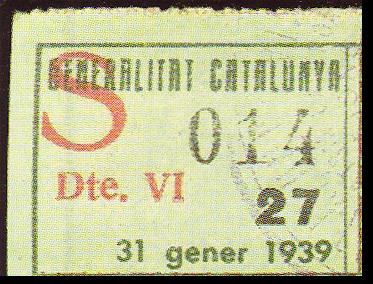 GENERALITAT CATALUNYA
S
014
Dte. VI
27
31 gener 1939